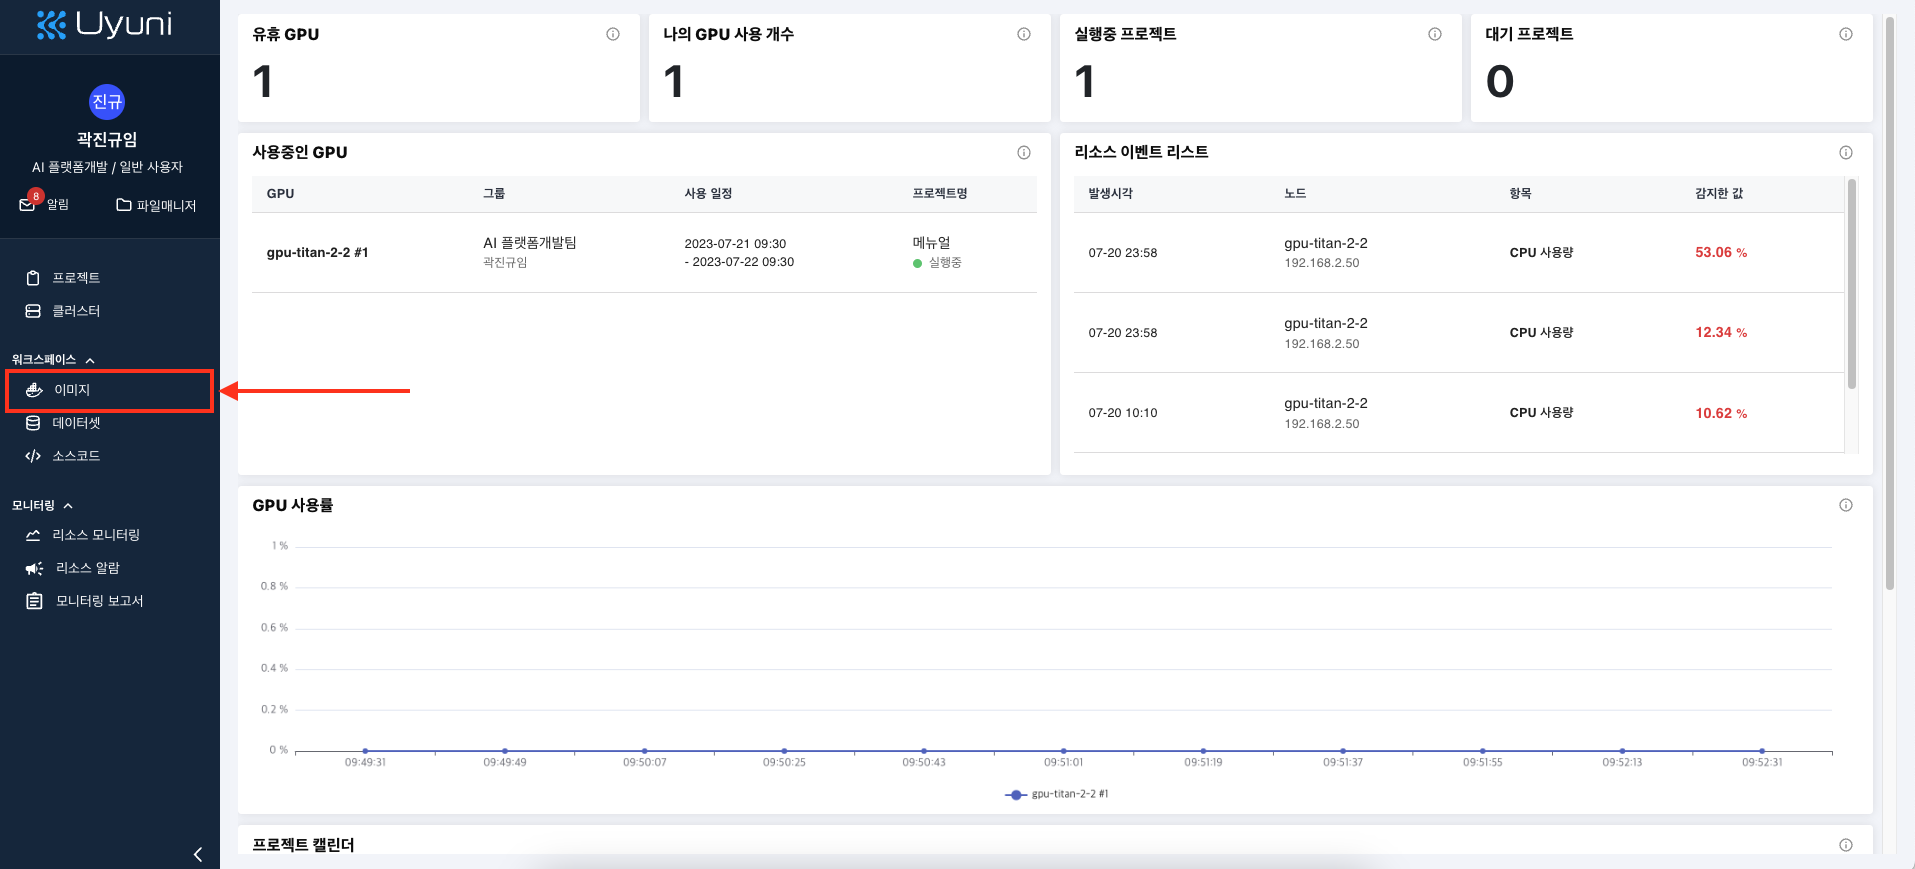 Uyuni
진규
곽진규임
AI 플랫폼개발 / 일반 사용자
8
알림
파일매니저
프로젝트
클러스터
워크스페이스
이미지
데이터셋
소스코드
모니터링
리소스 모니터링
리소스 알람
모니터링 보고서
유휴 GPU
1
나의 GPU 사용 개수
1
실행중 프로젝트
1
대기 프로젝트
0
사용중인 GPU
GPU 그룹 사용 일정 프로젝트명
gpu-titan-2-2 #1
AI 플랫폼개발팀
곽진규임
2023-07-21 09:30
- 2023-07-22 09:30
메뉴얼
실행중
리소스 이벤트 리스트
발생시각 노드 항목 감지한 값
07-20 23:58
gpu-titan-2-2
192.168.2.50
CPU 사용량
53.06 %
07-20 23:58
gpu-titan-2-2
192.168.2.50
CPU 사용량
12.34 %
07-20 10:10
gpu-titan-2-2
192.168.2.50
CPU 사용량
10.62 %
GPU 사용률
1 %
0.8 %
0.6 %
0.4 %
0.2 %
0 %
09:49:31 09:49:49 09:50:07 09:50:25 09:50:43 09:51:01 09:51:19 09:51:37 09:51:55 09:52:13 09:52:31
gpu-titan-2-2 #1
프로젝트 캘린더